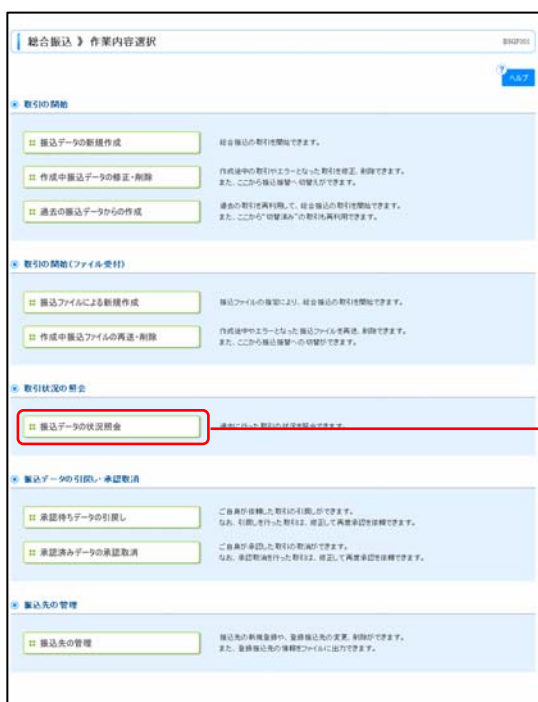 総合振込 》 作業内容選択
BSGF001
?
ヘルプ
取引の開始
振込データの新規作成
総合振込の取引を開始できます。
作成中振込データの修正・削除
作成途中の取引やエラーとなった取引を修正、削除できます。
また、ここから振込振替へ切替えができます。
過去の振込データからの作成
過去の取引を再利用して、総合振込の取引を開始できます。
また、ここから"切替済み"の取引も再利用できます。
取引の開始(ファイル受付)
振込ファイルによる新規作成
振込ファイルの指定により、総合振込の取引を開始できます。
作成中振込ファイルの再送・削除
作成途中やエラーとなった振込ファイルを再送、削除できます。
また、ここから振込振替への切替ができます。
取引状況の照会
振込データの状況照会
過去に行った取引の状況を照会できます。
振込データの引戻し・承認取消
承認待ちデータの引戻し
ご自身が依頼した取引の引戻しができます。
なお、引戻しを行った取引は、修正して再度承認を依頼できます。
承認済みデータの承認取消
ご自身が承認した取引の取消ができます。
なお、承認取消を行った取引は、修正して再度承認を依頼できます。
振込先の管理
振込先の管理
振込先の新規登録や、登録振込先の変更、削除ができます。
また、登録振込先の情報をファイルに出力できます。